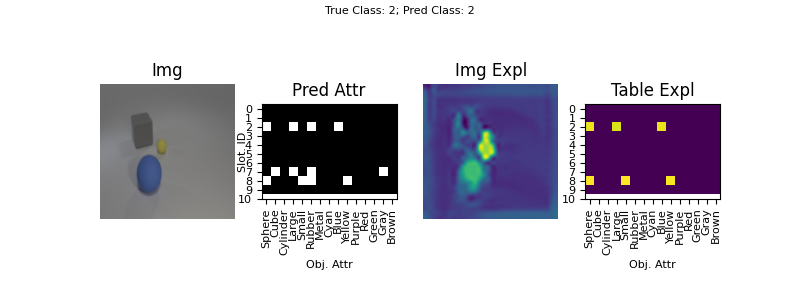 True Class: 2; Pred Class: 2
Img
Pred Attr
Img Expl
Table Expl
Slot. ID
0
1
2
3
4
5
6
7
8
9
10
Sphere
Cube
Cylinder
Large
Small
Rubber
Metal
Cyan
Blue
Yellow
Purple
Red
Green
Gray
Brown
Obj. Attr
0
1
2
3
4
5
6
7
8
9
10
Sphere
Cube
Cylinder
Large
Small
Rubber
Metal
Cyan
Blue
Yellow
Purple
Red
Green
Gray
Brown
Obj. Attr